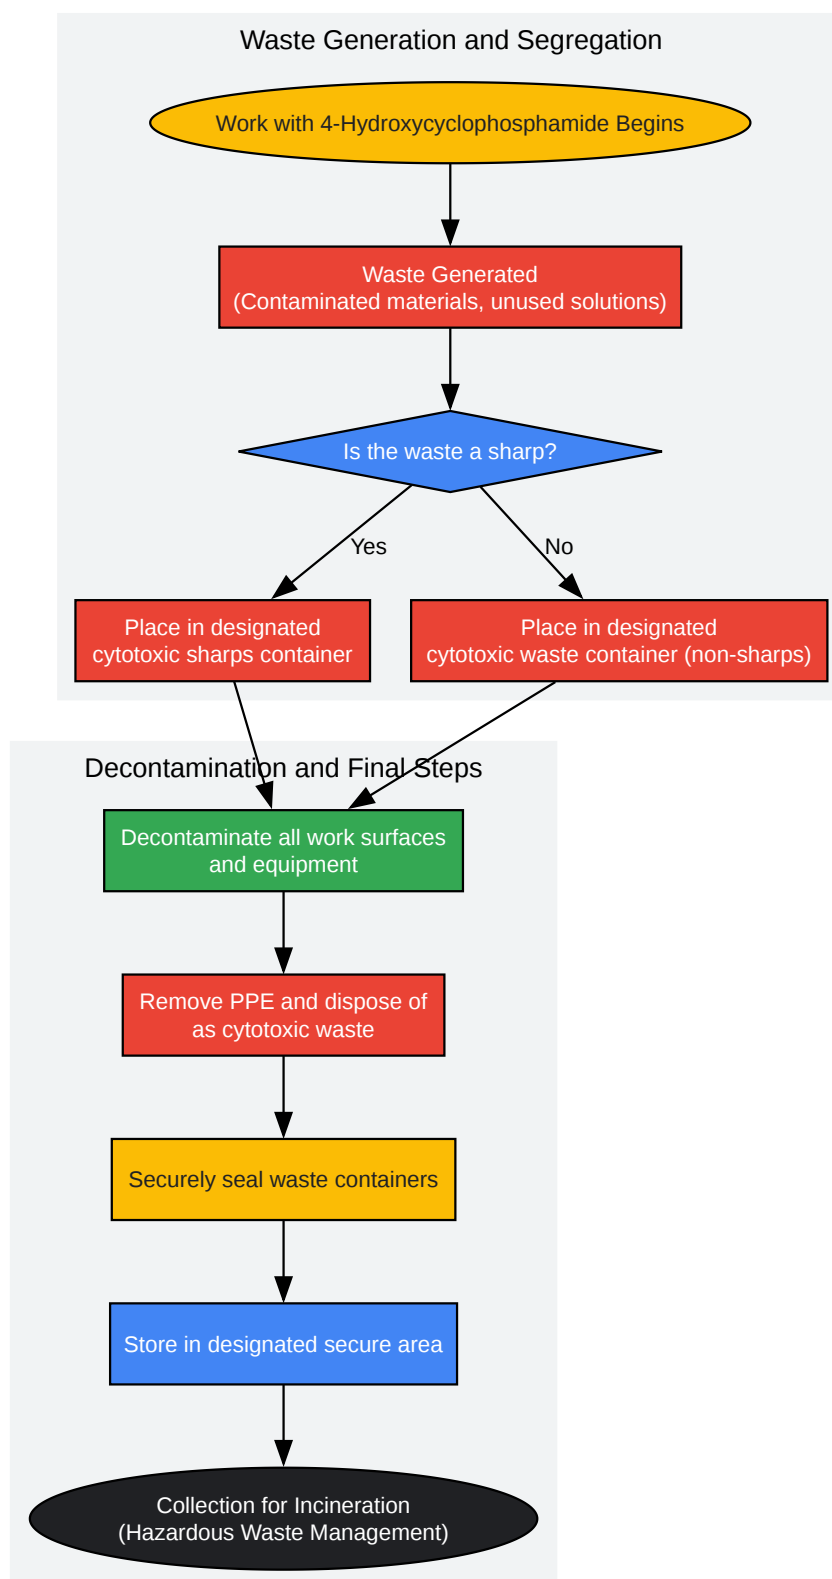 Waste Generation and Segregation
Work with 4-Hydroxycyclophosphamide Begins
Waste Generated
(Contaminated materials, unused solutions)
Is the waste a sharp?
Yes
No
Place in designated
cytotoxic sharps container
Place in designated
cytotoxic waste container (non-sharps)
Decontamination and Final Steps
Decontaminate all work surfaces
and equipment
Remove PPE and dispose of
as cytotoxic waste
Securely seal waste containers
Store in designated secure area
Collection for Incineration
(Hazardous Waste Management)